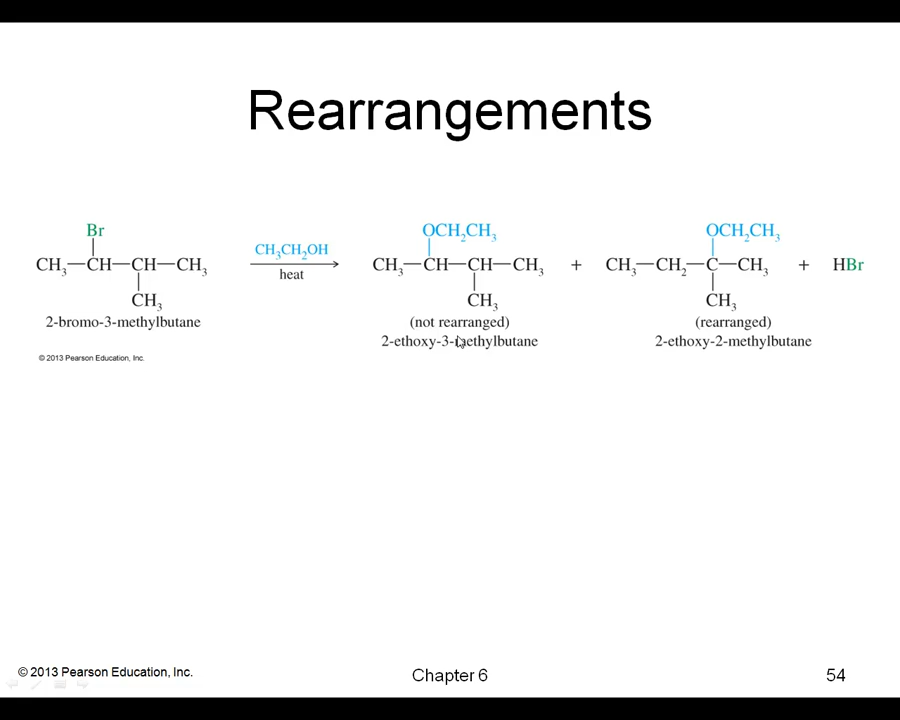 Rearrangements
Br
CH₃—CH—CH—CH₃
CH₃
2-bromo-3-methylbutane
© 2013 Pearson Education, Inc.
CH₃CH₂OH
heat
OCH₂CH₃
CH₃—CH—CH—CH₃
CH₃
(not rearranged)
2-ethoxy-3-methylbutane
+
OCH₂CH₃
CH₃—CH₂—C—CH₃
CH₃
(rearranged)
2-ethoxy-2-methylbutane
+
HBr
© 2013 Pearson Education, Inc.
Chapter 6
54